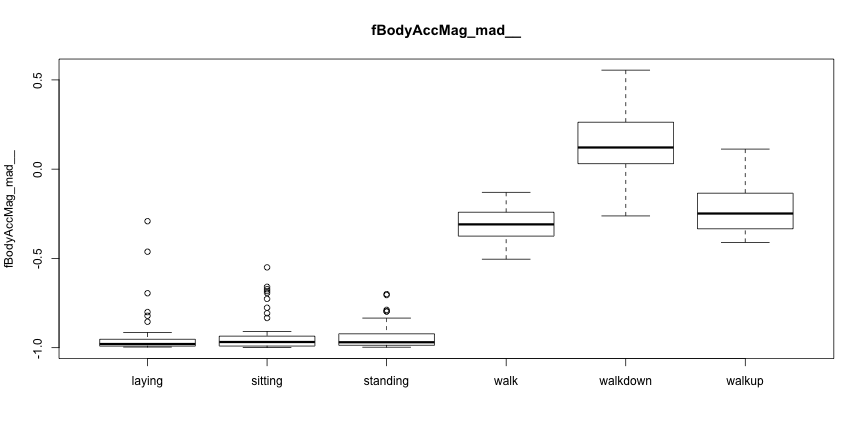 fBodyAccMag_mad__
fBodyAccMag_mad__
0.5
0.0
-0.5
-1.0
laying sitting standing walk walkdown walkup